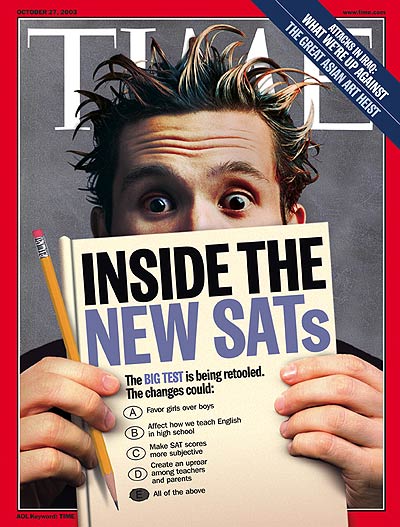 OCTOBER 27, 2003
www.time.com
TIME
ATTACKS IN IRAQ:
WHAT WE'RE UP AGAINST
THE GREAT ASIAN ART HEIST
INSIDE THE
NEW SATs
The BIG TEST is being retooled.
The changes could:
A Favor girls over boys
B Affect how we teach English
in high school
C Make SAT scores
more subjective
D Create an uproar
among teachers
and parents
E All of the above
AOL Keyword: TIME